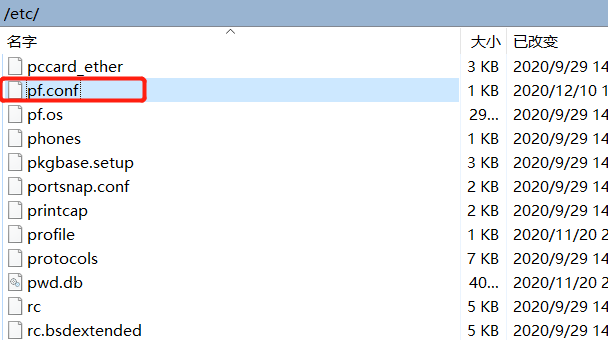 /etc/
名字 大小 已改变
pccard_ether 3 KB 2020/9/29 14
pf.conf 1 KB 2020/12/10 1
pf.os 29... 2020/9/29 14
phones 1 KB 2020/9/29 14
pkgbase.setup 3 KB 2020/9/29 14
portsnap.conf 2 KB 2020/9/29 14
printcap 2 KB 2020/9/29 14
profile 1 KB 2020/11/20 2
protocols 7 KB 2020/9/29 14
pwd.db 40... 2020/11/20 2
rc 5 KB 2020/9/29 14
rc.bsdextended 5 KB 2020/9/29 14